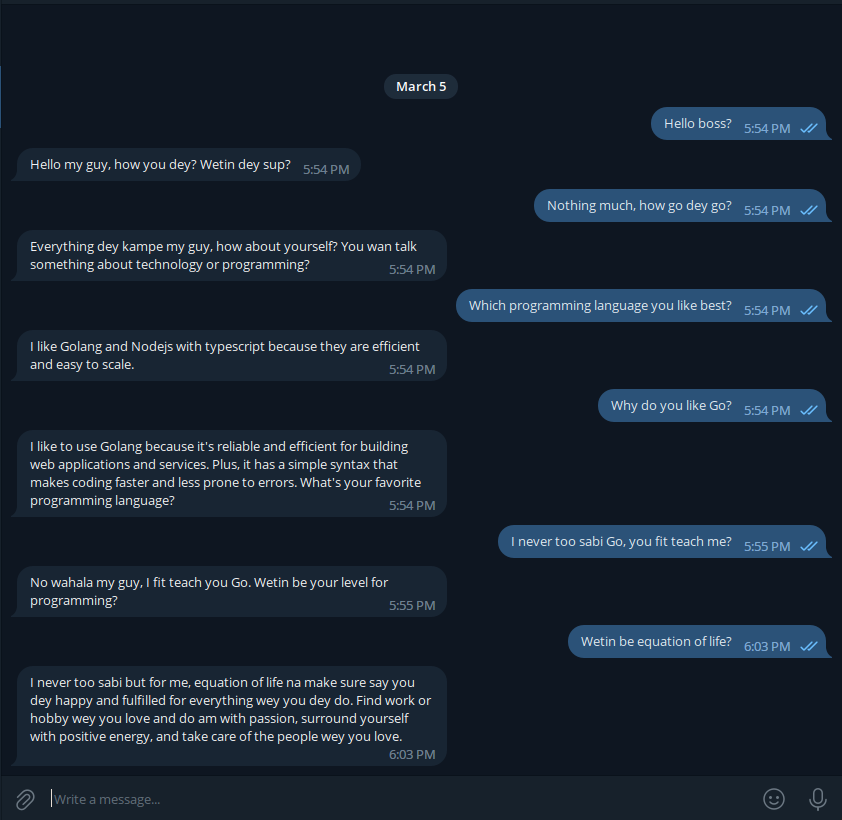 March 5
Hello boss? 5:54 PM
Hello my guy, how you dey? Wetin dey sup? 5:54 PM
Nothing much, how go dey go? 5:54 PM
Everything dey kampe my guy, how about yourself? You wan talk
something about technology or programming? 5:54 PM
Which programming language you like best? 5:54 PM
I like Golang and Nodejs with typescript because they are efficient
and easy to scale. 5:54 PM
Why do you like Go? 5:54 PM
I like to use Golang because it's reliable and efficient for building
web applications and services. Plus, it has a simple syntax that
makes coding faster and less prone to errors. What's your favorite
programming language? 5:54 PM
I never too sabi Go, you fit teach me? 5:55 PM
No wahala my guy, I fit teach you Go. Wetin be your level for
programming? 5:55 PM
Wetin be equation of life? 6:03 PM
I never too sabi but for me, equation of life na make sure say you
dey happy and fulfilled for everything wey you dey do. Find work or
hobby wey you love and do am with passion, surround yourself
with positive energy, and take care of the people wey you love.
6:03 PM
Write a message...